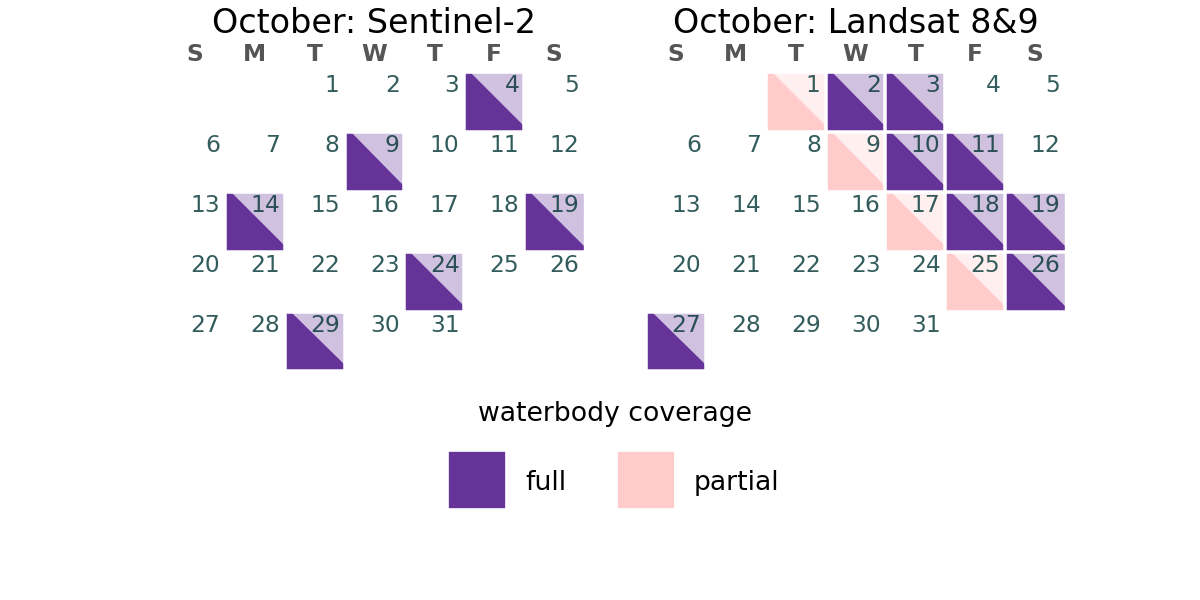 October: Sentinel-2
S M T W T F S
1 2 3 4 5
6 7 8 9 10 11 12
13 14 15 16 17 18 19
20 21 22 23 24 25 26
27 28 29 30 31
October: Landsat 8&9
S M T W T F S
1 2 3 4 5
6 7 8 9 10 11 12
13 14 15 16 17 18 19
20 21 22 23 24 25 26
27 28 29 30 31
waterbody coverage
full partial